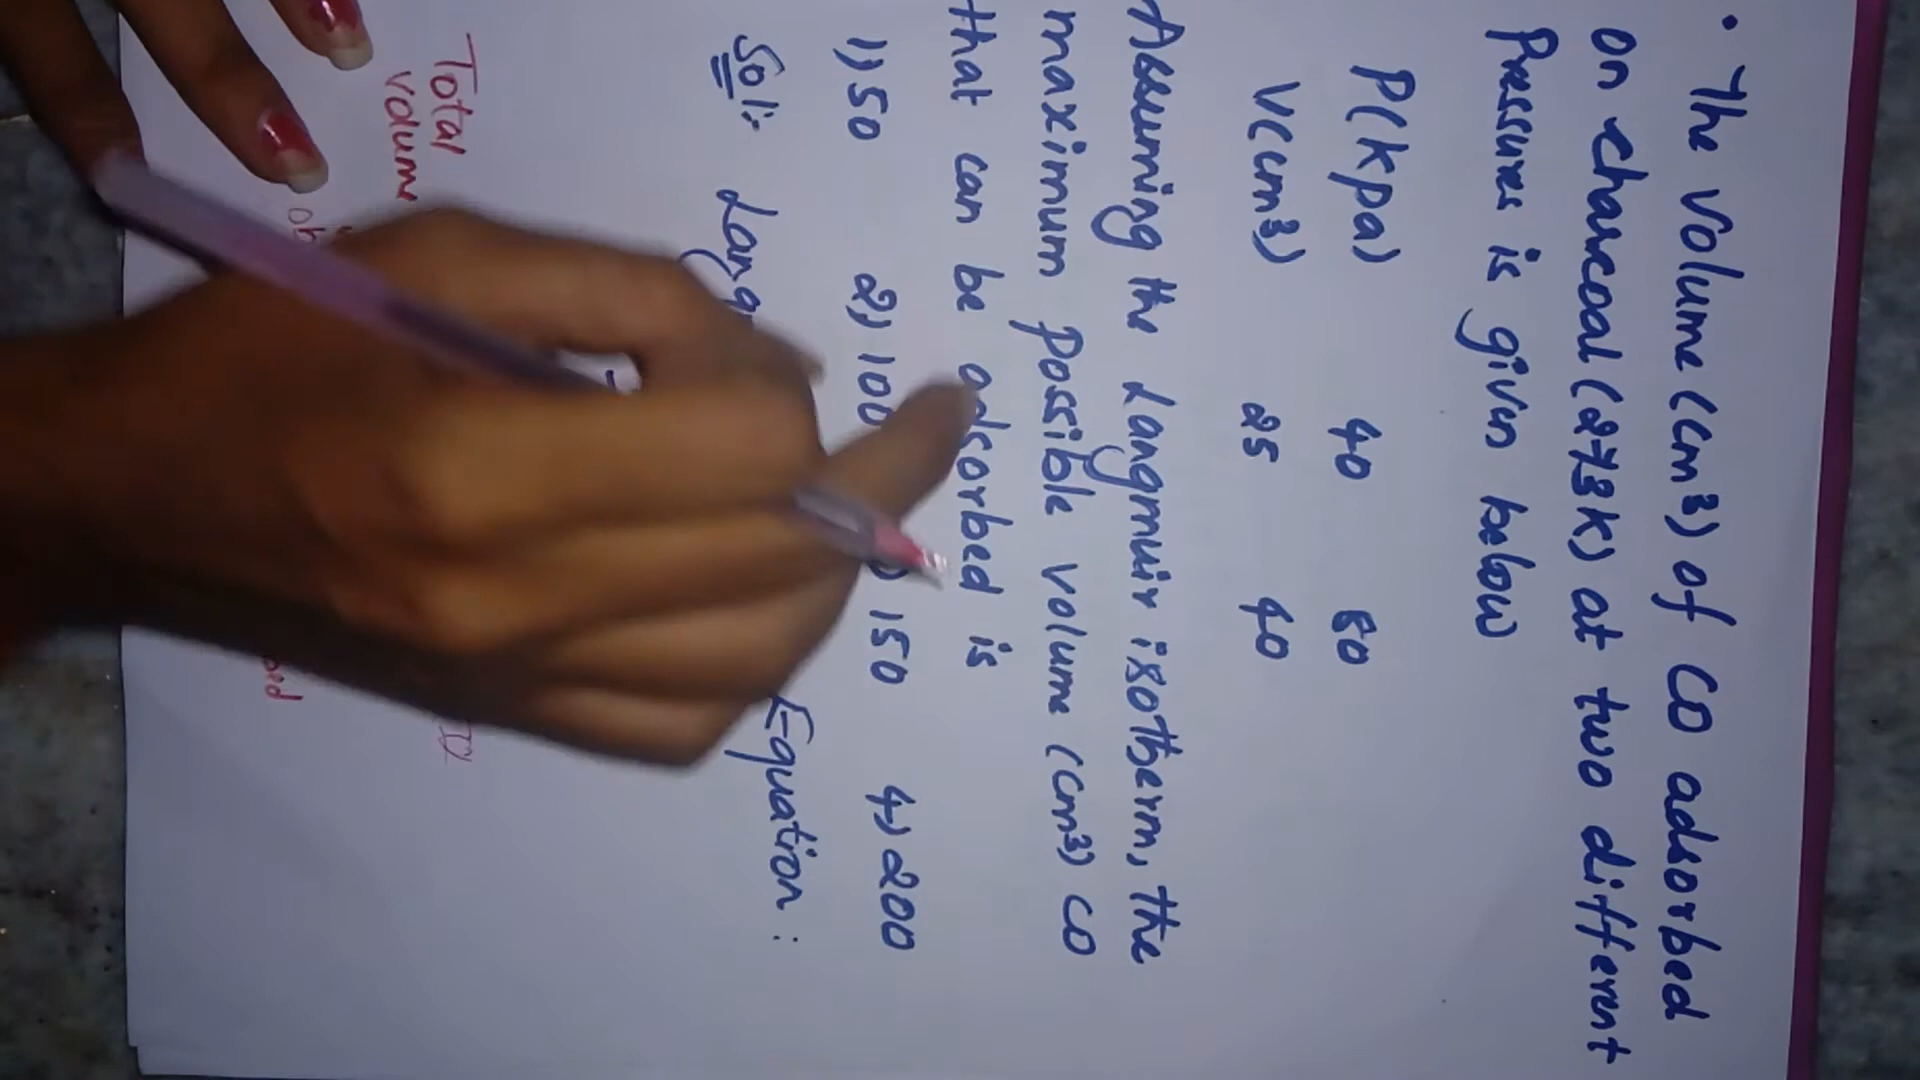 • The Volume (cm³) of CO adsorbed
on charcoal (273K) at two different
Pressures is given below
P(kpa) 40 80
V(cm³) 25 40
Assuming the Langmuir isotherm, the
maximum possible volume (cm³) CO
that can be adsorbed is
1) 50 2) 100 ) 150 4) 200
Sol:- Lang Equation :
Total
volume